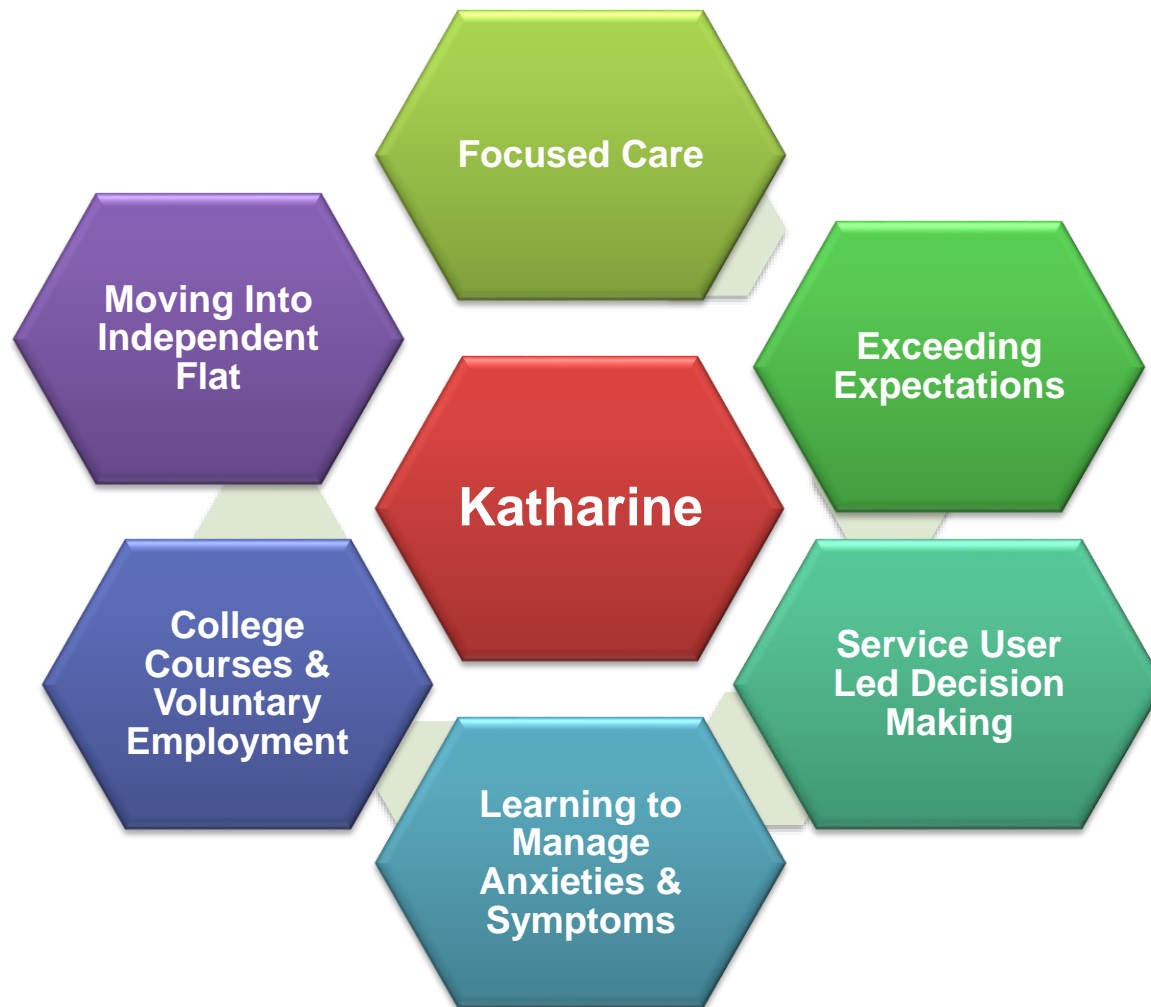 Focused Care
Exceeding
Expectations
Service User
Led Decision
Making
Learning to
Manage
Anxieties &
Symptoms
College
Courses &
Voluntary
Employment
Moving Into
Independent
Flat
Katharine